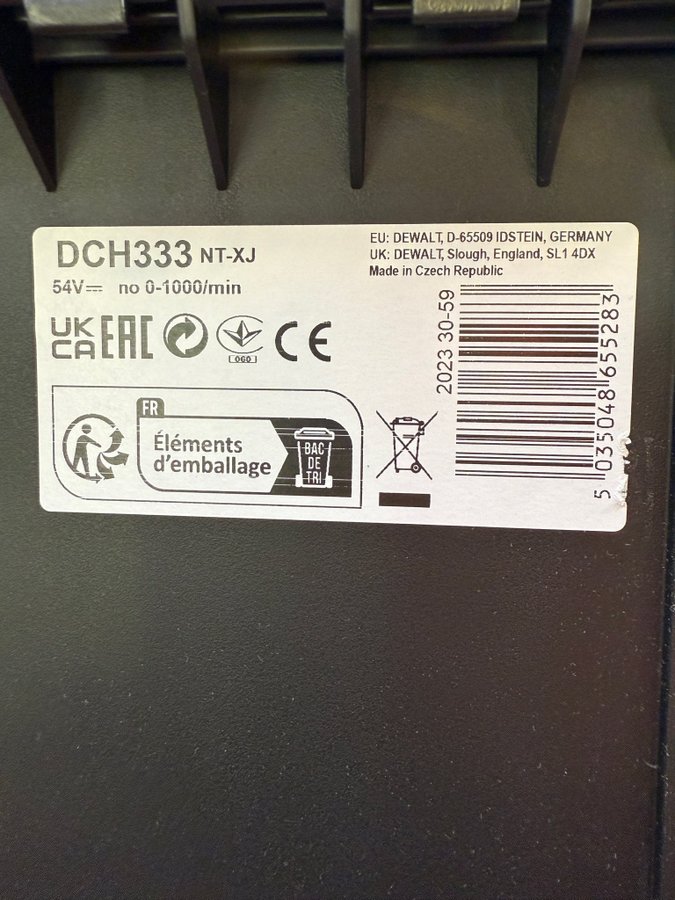 DCH333 NT-XJ
54V⎓ no 0-1000/min
EU: DEWALT, D-65509 IDSTEIN, GERMANY
UK: DEWALT, Slough, England, SL1 4DX
Made in Czech Republic
UK
CA EAC 060 CE
FR
Éléments
d'emballage
BAC
DE
TRI
2023 30-59
5 035048 655283